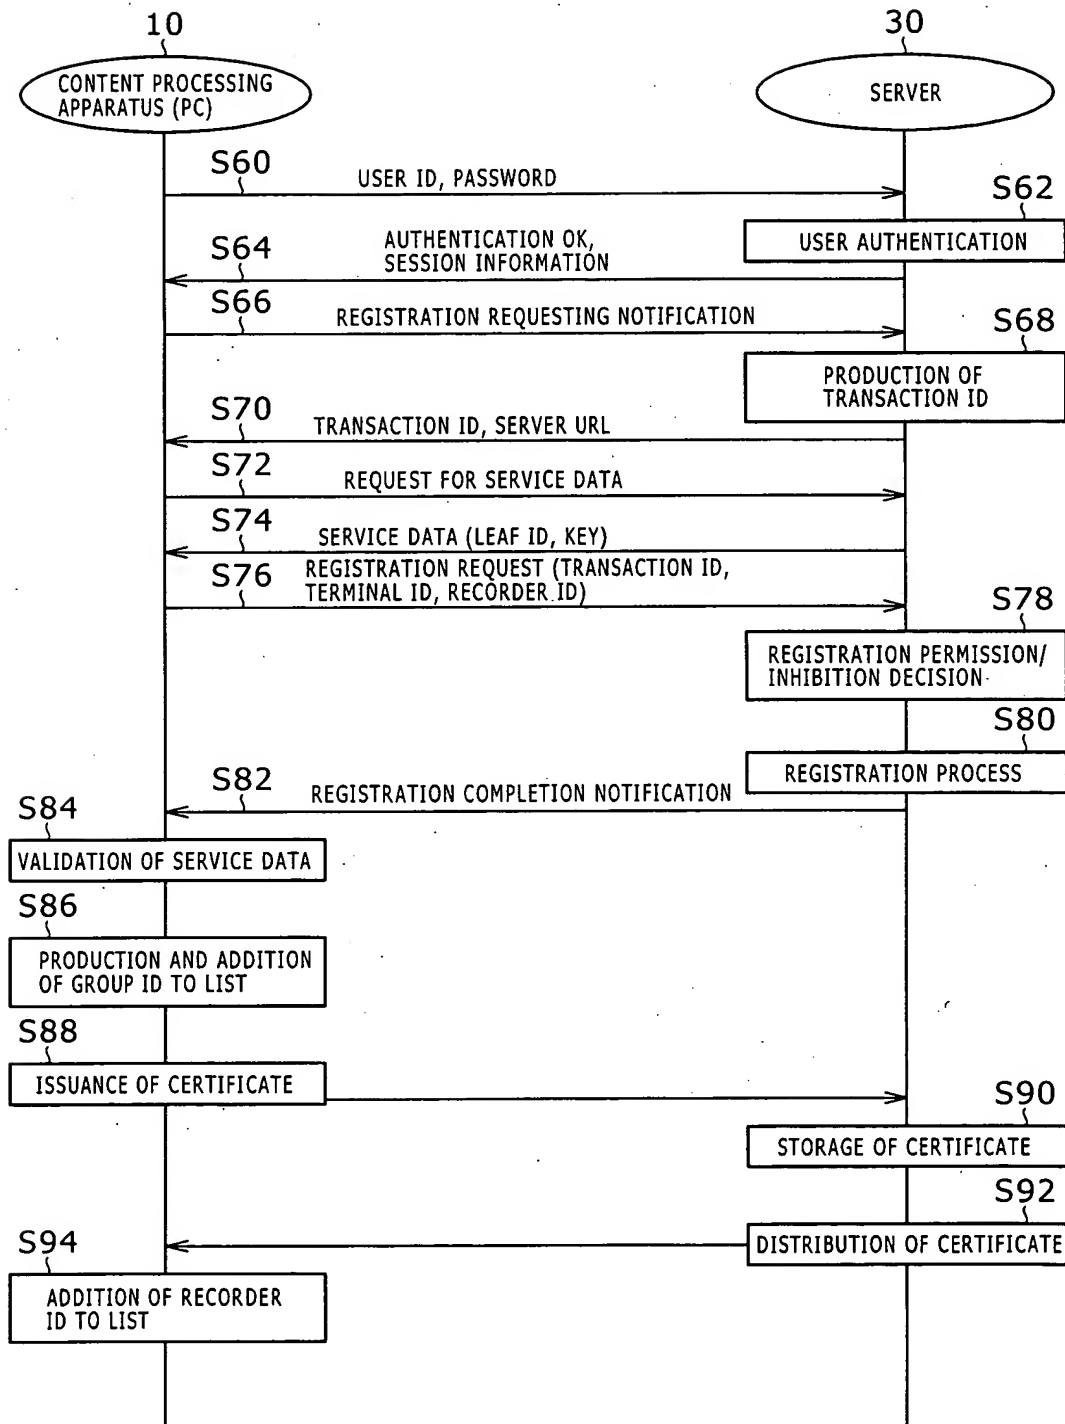 10
30
CONTENT PROCESSING
APPARATUS (PC)
SERVER
S60
USER ID, PASSWORD
S62
USER AUTHENTICATION
S64
AUTHENTICATION OK,
SESSION INFORMATION
S66
REGISTRATION REQUESTING NOTIFICATION
S68
PRODUCTION OF
TRANSACTION ID
S70
TRANSACTION ID, SERVER URL
S72
REQUEST FOR SERVICE DATA
S74
SERVICE DATA (LEAF ID, KEY)
S76
REGISTRATION REQUEST (TRANSACTION ID,
TERMINAL ID, RECORDER ID)
S78
REGISTRATION PERMISSION/
INHIBITION DECISION
S80
REGISTRATION PROCESS
S82
REGISTRATION COMPLETION NOTIFICATION
S84
VALIDATION OF SERVICE DATA
S86
PRODUCTION AND ADDITION
OF GROUP ID TO LIST
S88
ISSUANCE OF CERTIFICATE
S90
STORAGE OF CERTIFICATE
S92
DISTRIBUTION OF CERTIFICATE
S94
ADDITION OF RECORDER
ID TO LIST